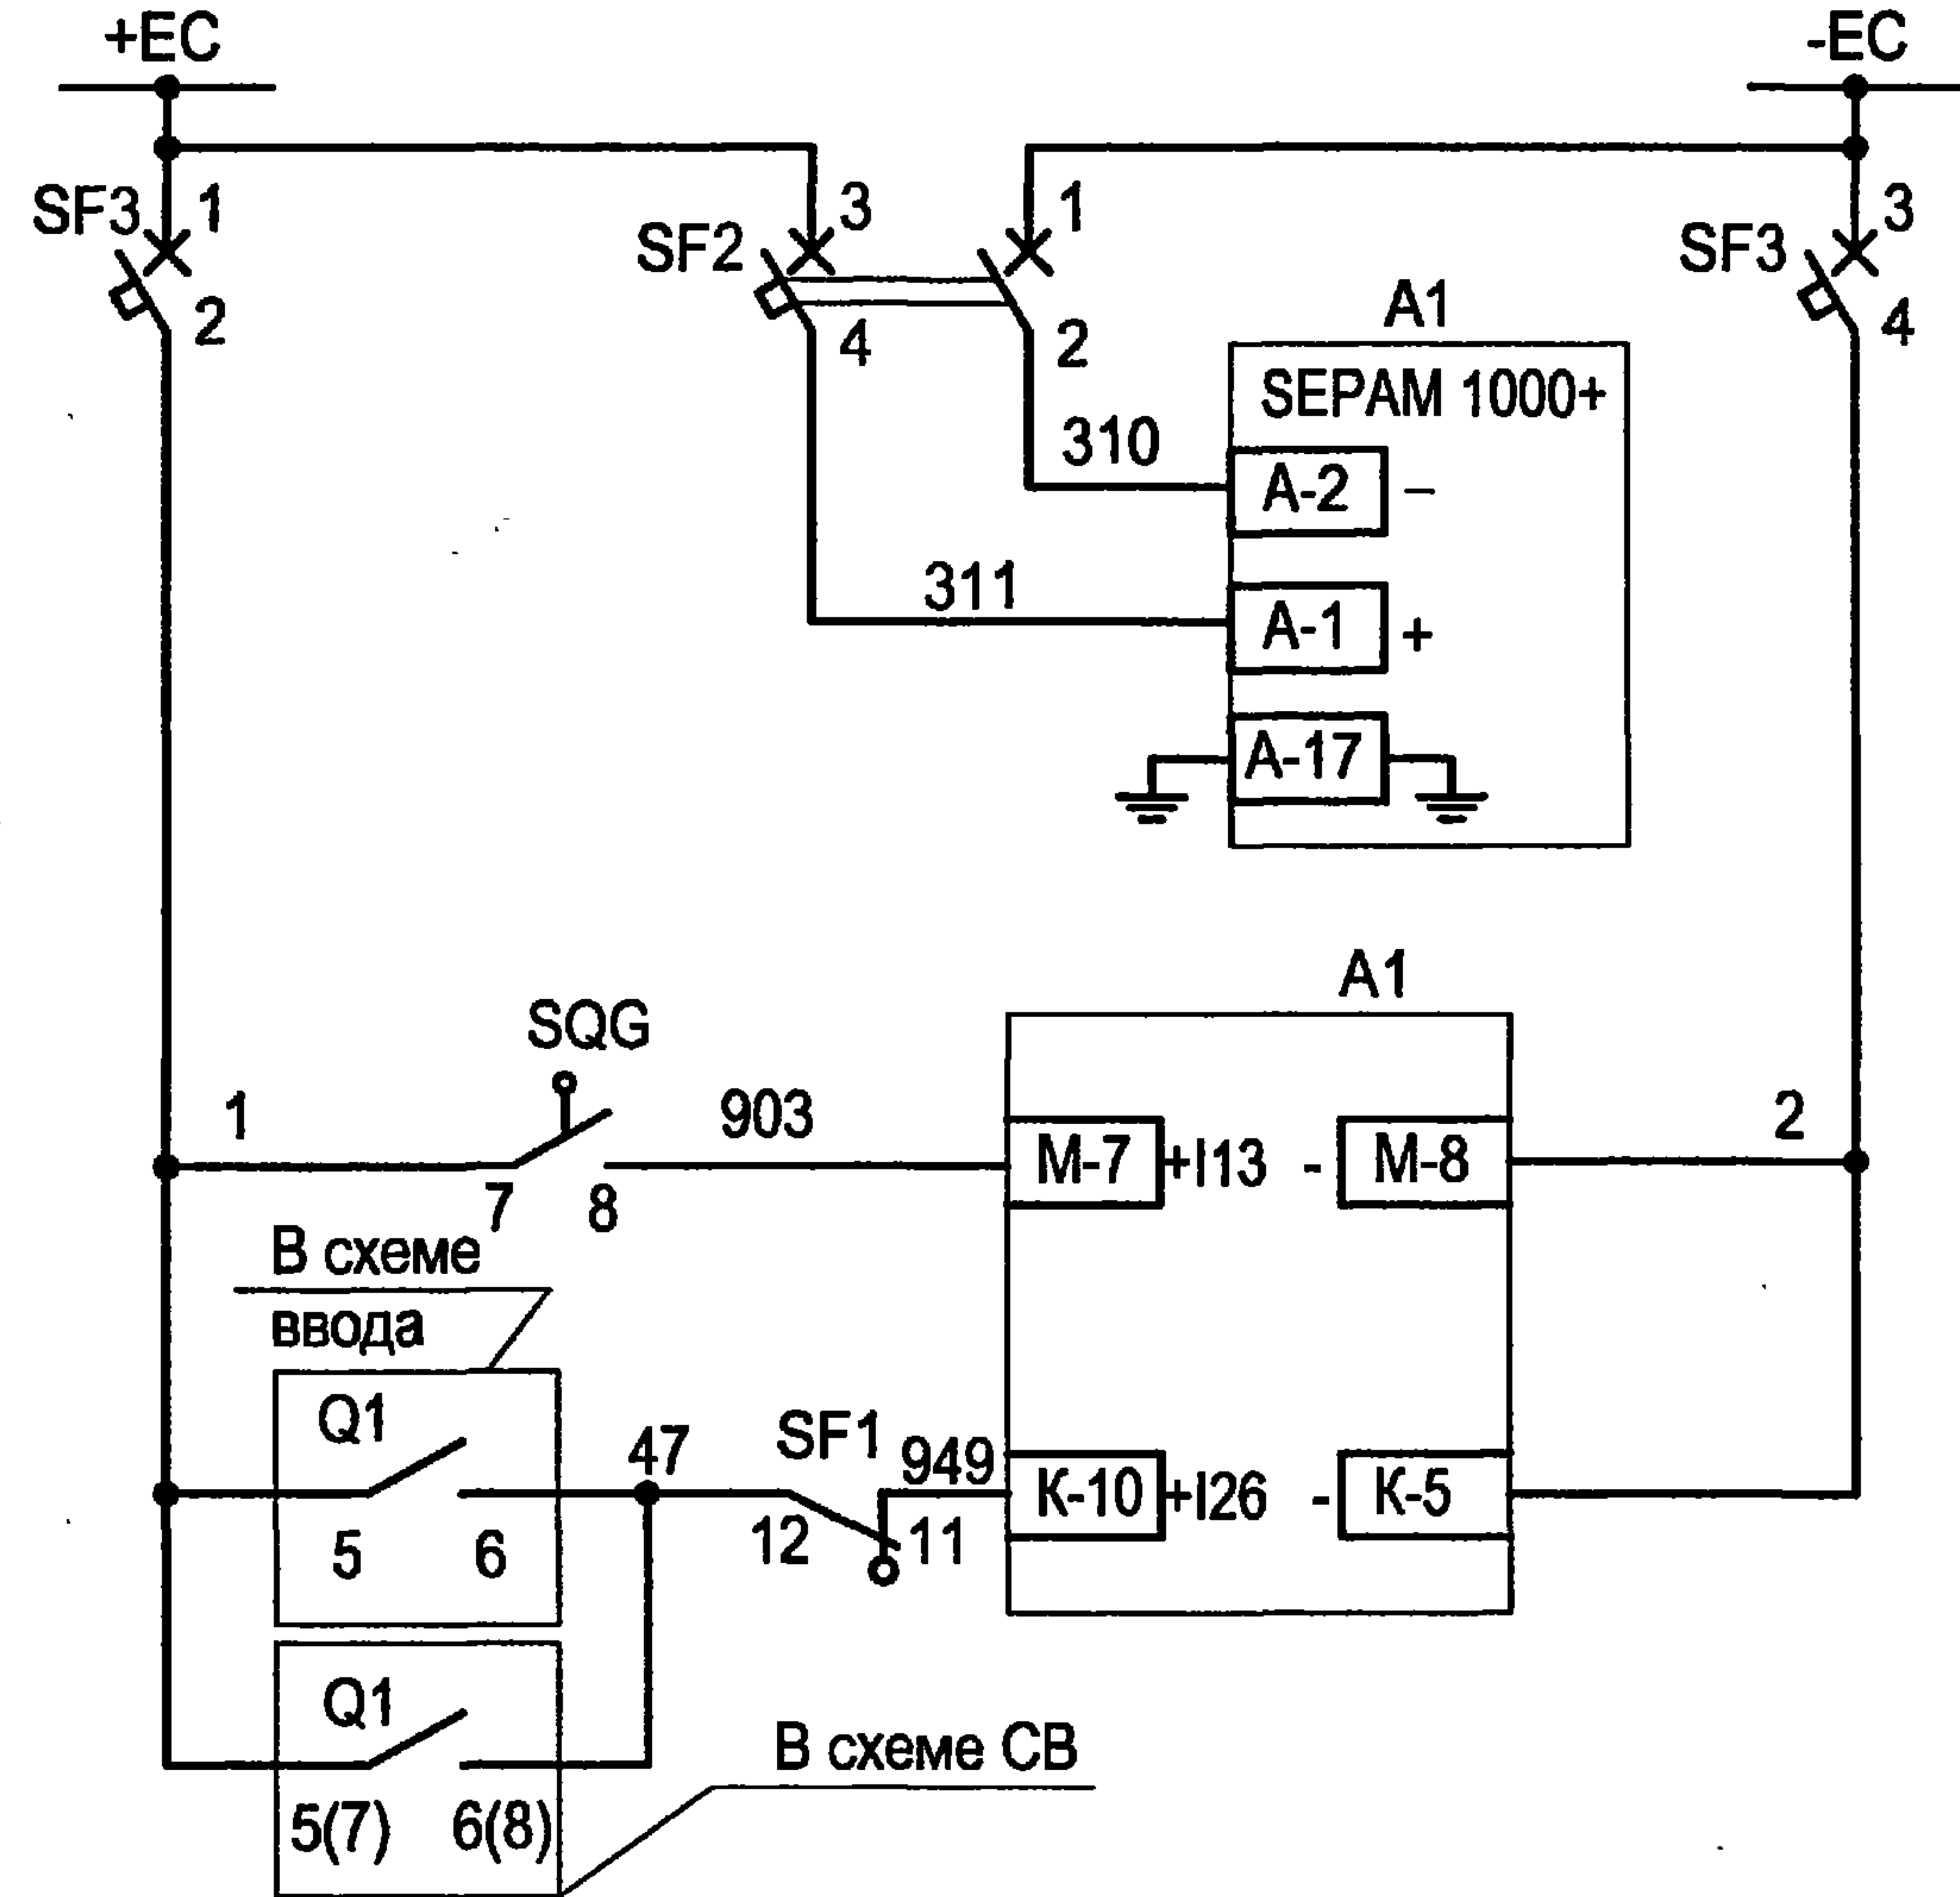 +EC
-EC
SF3
1
2
SF2
3
4
1
2
SF3
3
4
A1
SEPAM 1000+
310
A-2
–
311
A-1
+
A-17
A1
SQG
1
7
8
903
M-7
+I13
-
M-8
2
В схеме
ввода
Q1
5
6
47
SF1
12
11
949
K-10
+I26
-
K-5
Q1
5(7)
6(8)
В схеме СВ